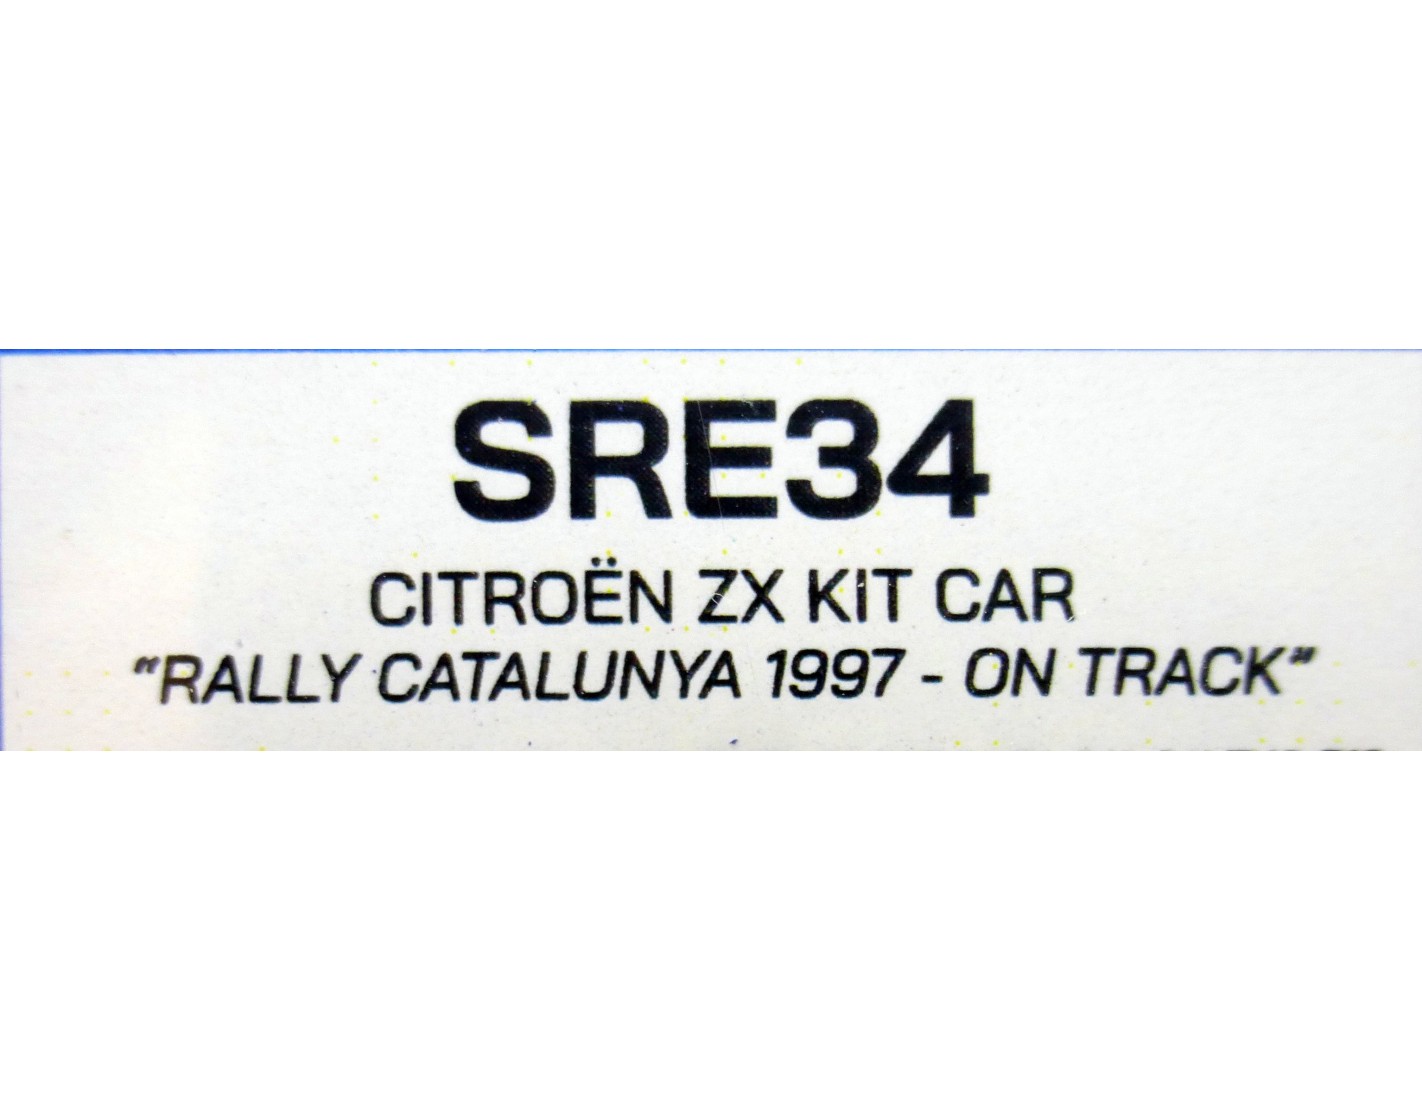 SRE34
CITROËN ZX KIT CAR
"RALLY CATALUNYA 1997 - ON TRACK"